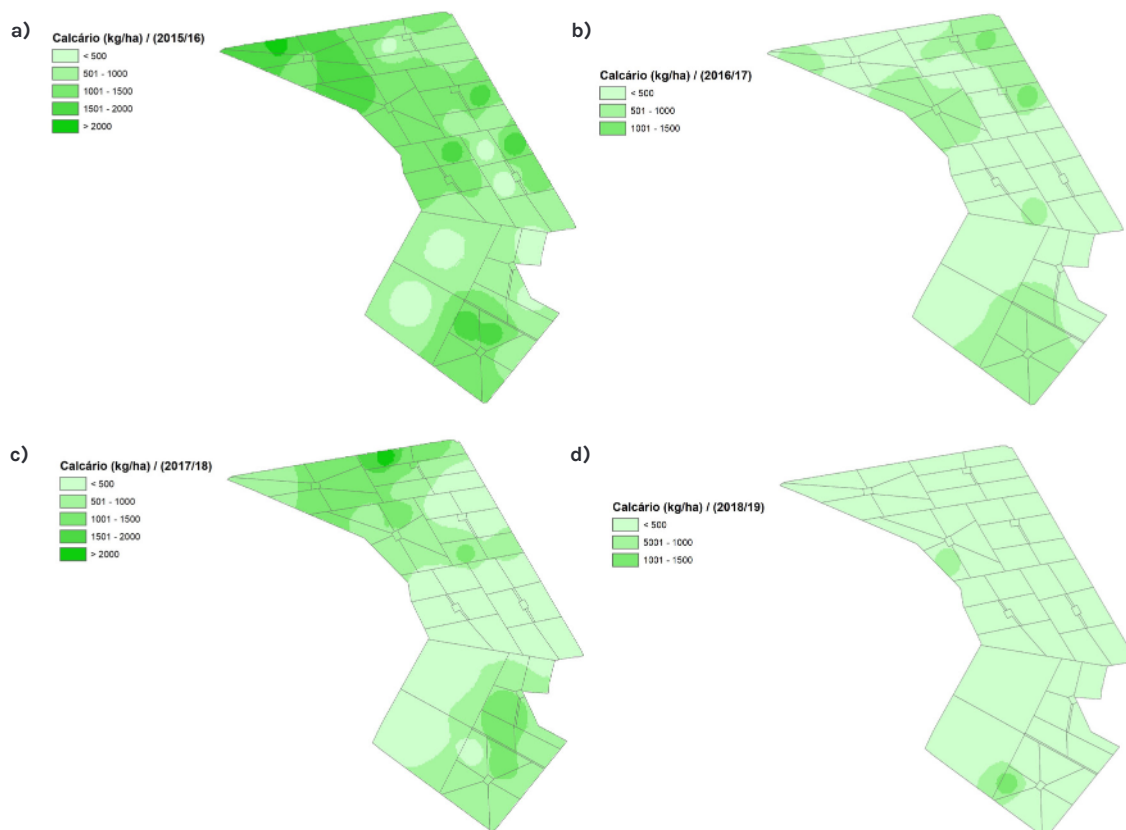 a)
Calcário (kg/ha) / (2015/16)
< 500
501 - 1000
1001 - 1500
1501 - 2000
> 2000
b)
Calcário (kg/ha) / (2016/17)
< 500
501 - 1000
1001 - 1500
c)
Calcário (kg/ha) / (2017/18)
< 500
501 - 1000
1001 - 1500
1501 - 2000
> 2000
d)
Calcário (kg/ha) / (2018/19)
< 500
5001 - 1000
1001 - 1500